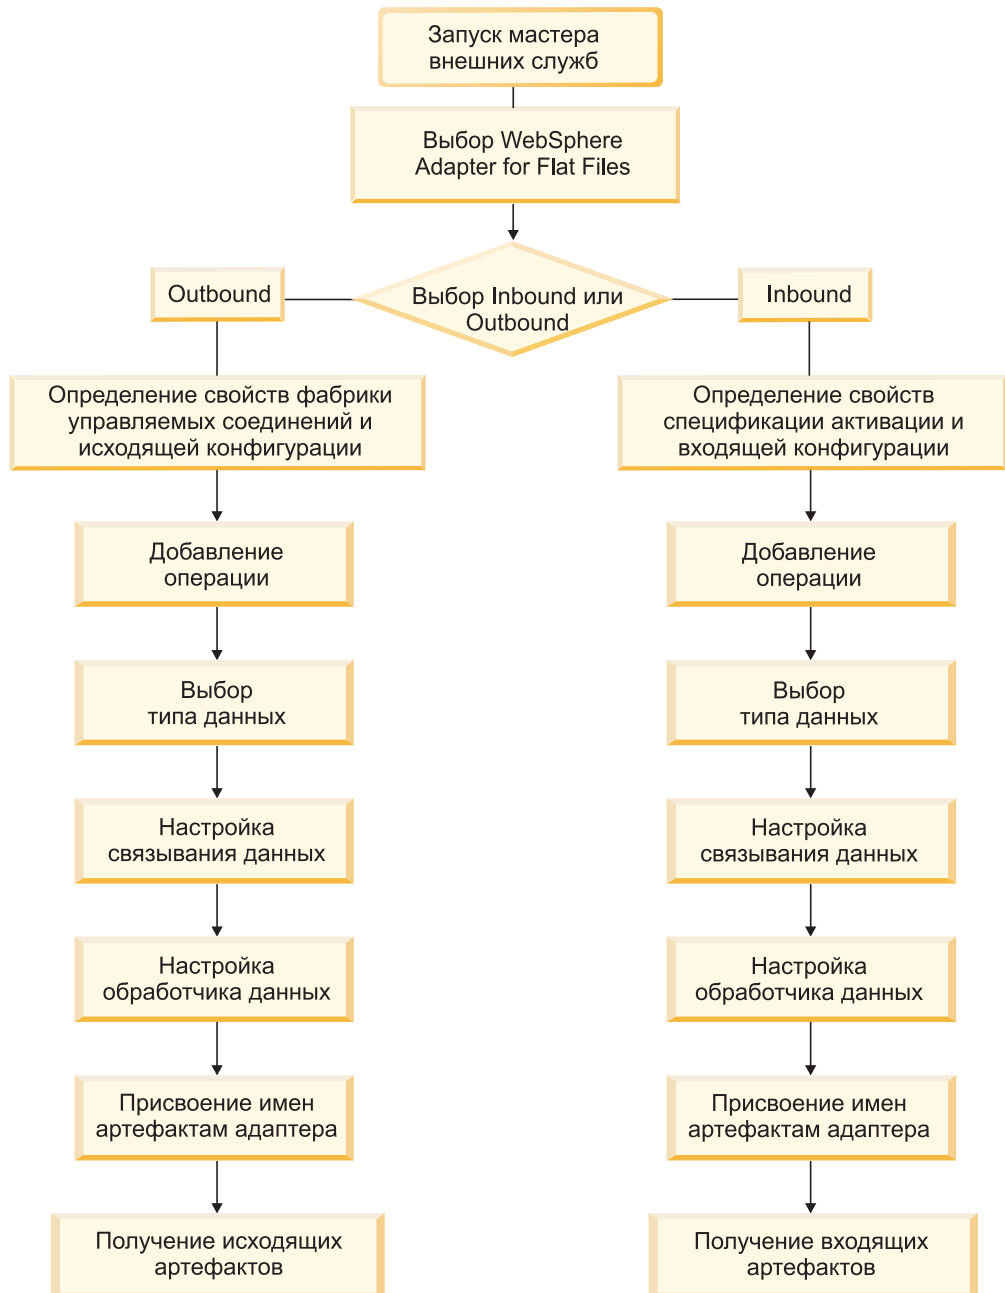 Запуск мастера
внешних служб
Выбор WebSphere
Adapter for Flat Files
Outbound
Выбор Inbound или
Outbound
Inbound
Определение свойств фабрики
управляемых соединений и
исходящей конфигурации
Определение свойств
спецификации активации и
входящей конфигурации
Добавление
операции
Добавление
операции
Выбор
типа данных
Выбор
типа данных
Настройка
связывания данных
Настройка
связывания данных
Настройка
обработчика данных
Настройка
обработчика данных
Присвоение имен
артефактам адаптера
Присвоение имен
артефактам адаптера
Получение исходящих
артефактов
Получение входящих
артефактов